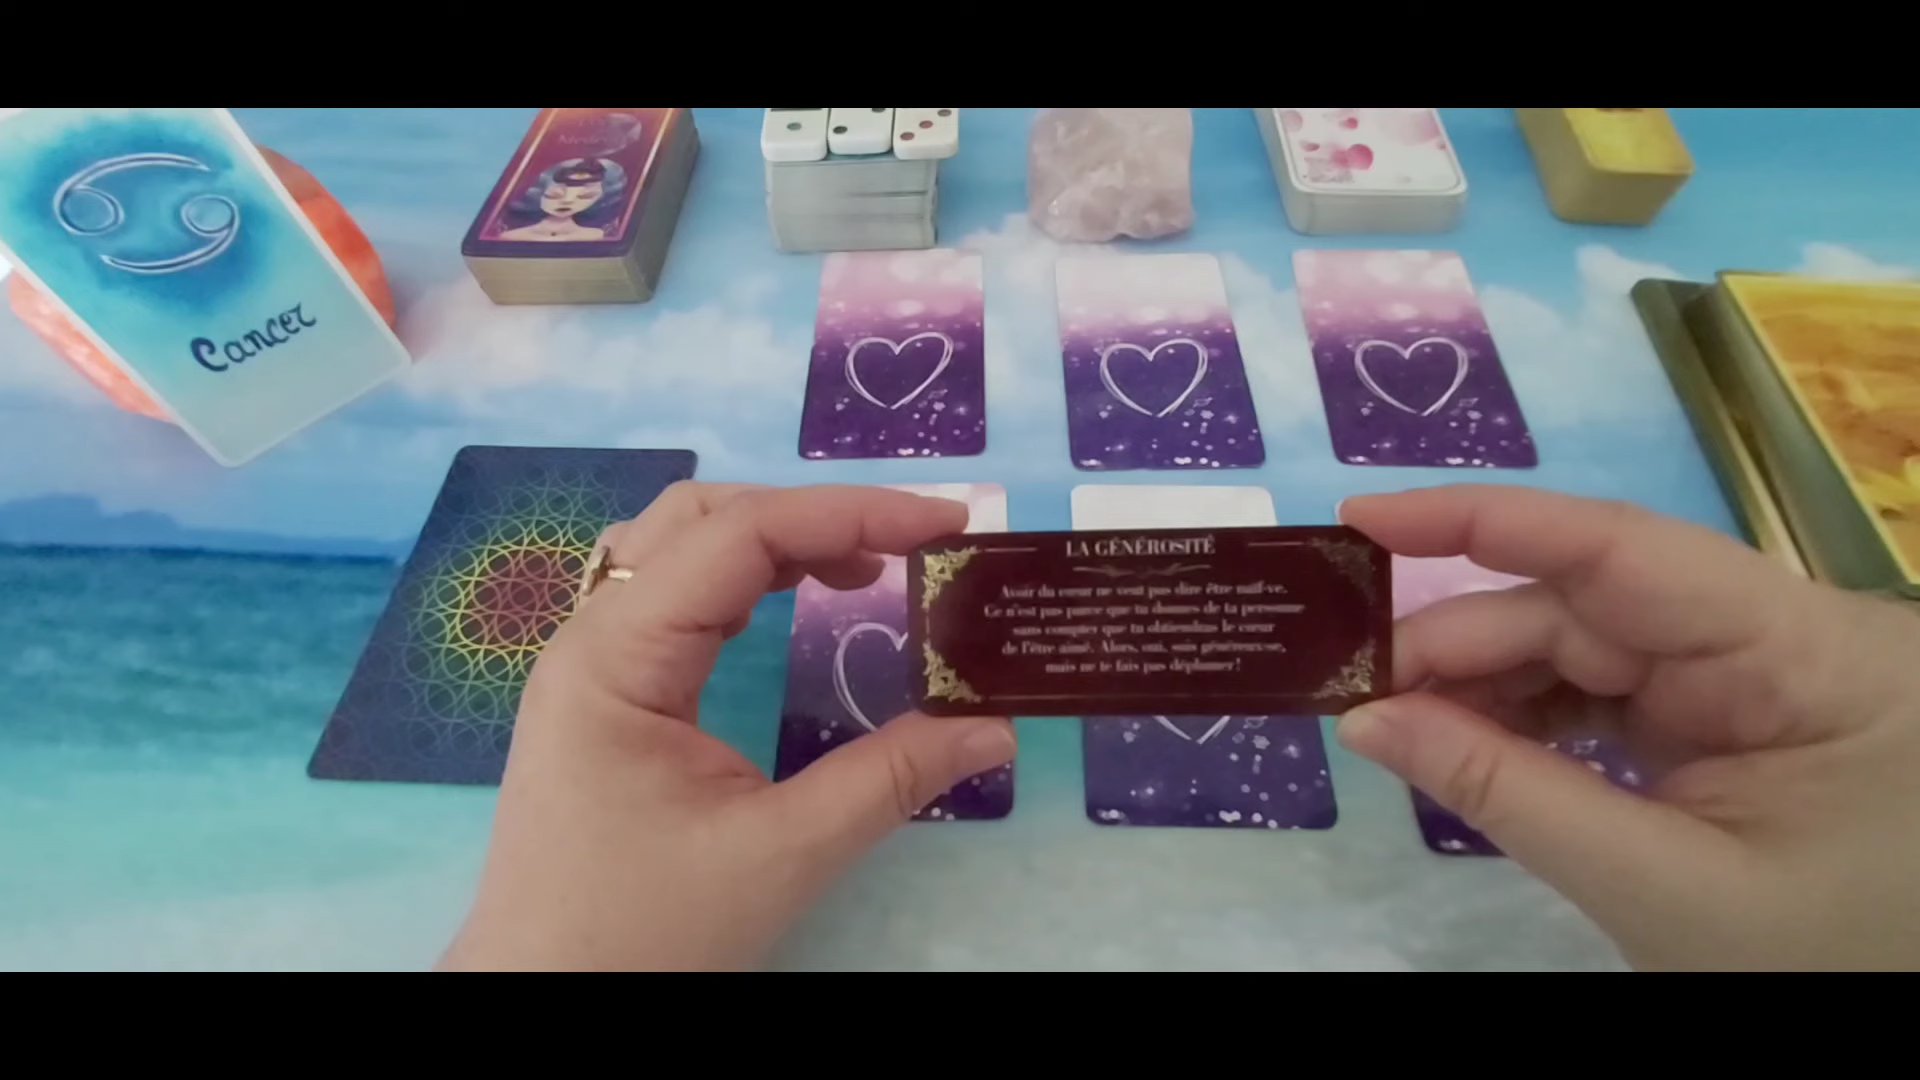 Cancer
LA GÉNÉROSITÉ
Avoir du cœur ne veut pas dire être naïf-ve.
Ce n'est pas parce que tu donnes de ta personne
sans compter que tu obtiendras le cœur
de l'être aimé. Alors, oui, sois généreux-se,
mais ne te fais pas déplumer!